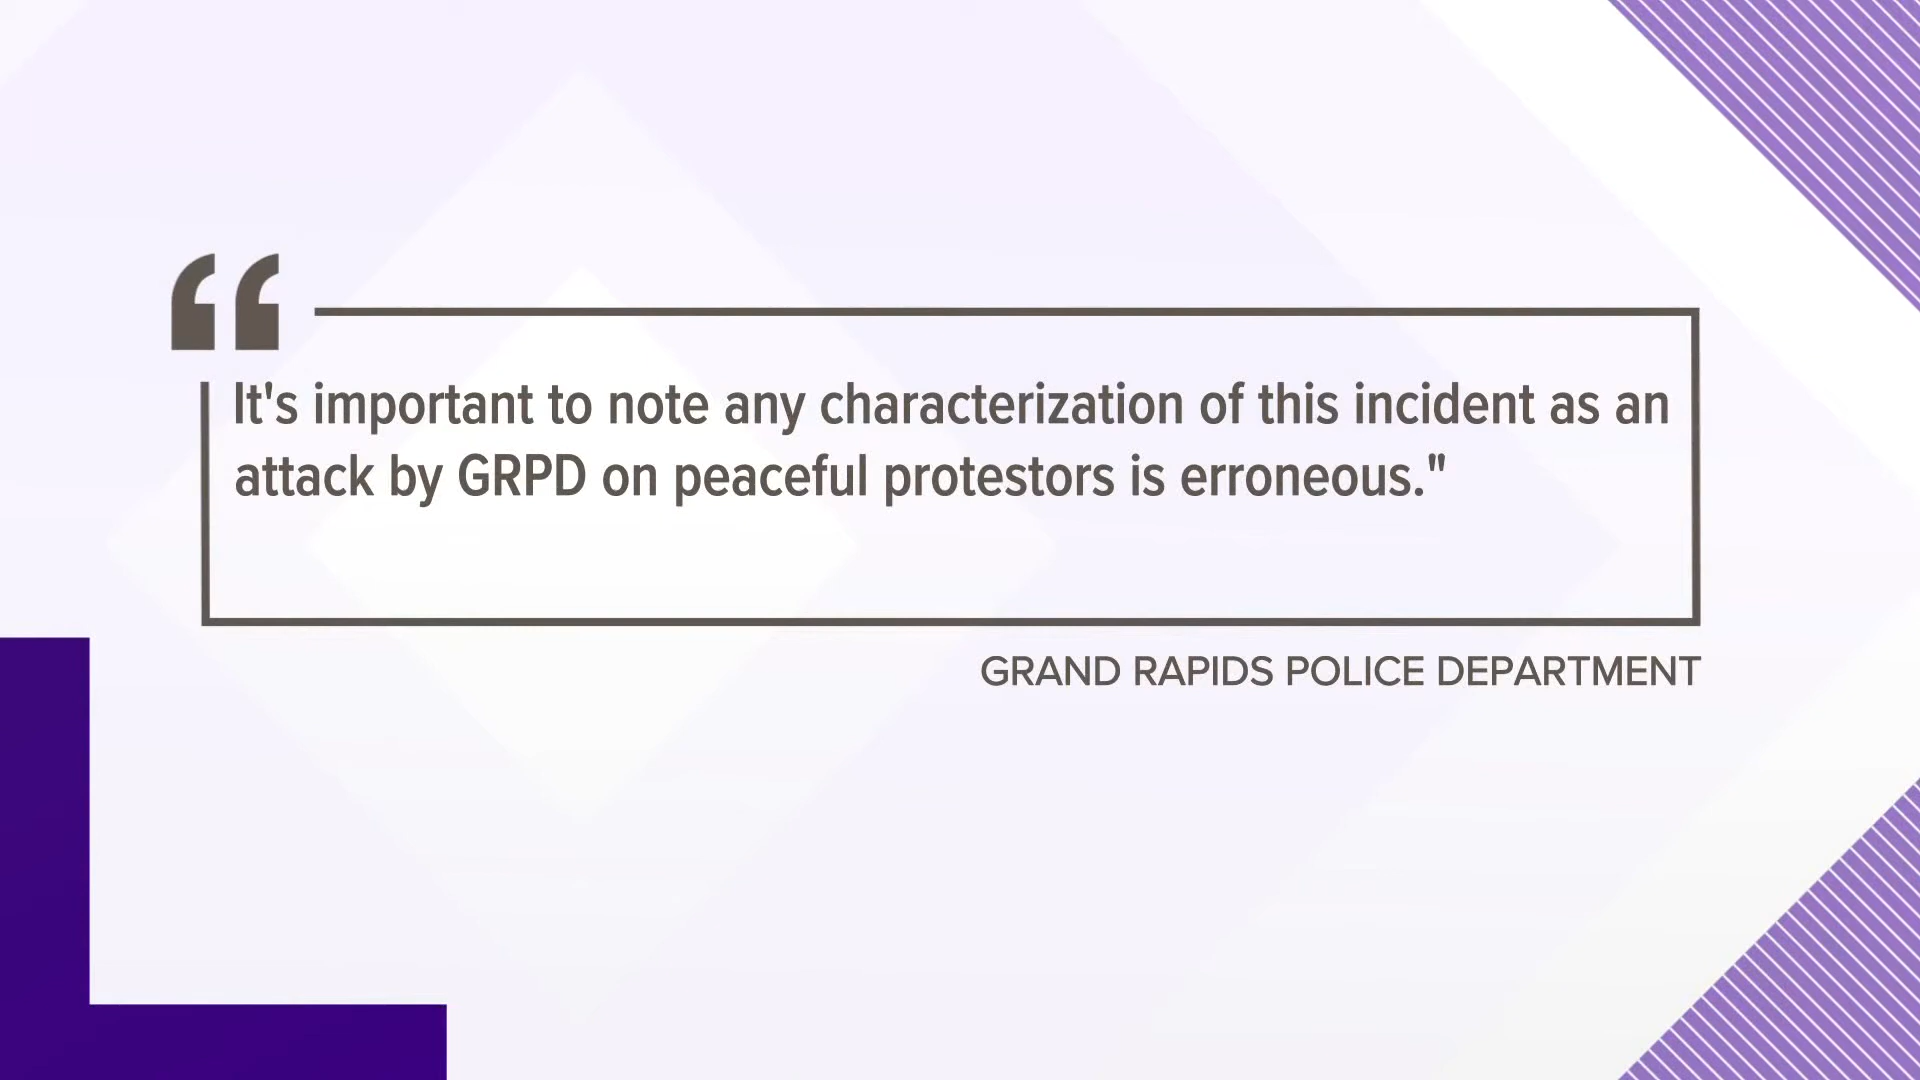 “
It's important to note any characterization of this incident as an
attack by GRPD on peaceful protestors is erroneous."
GRAND RAPIDS POLICE DEPARTMENT